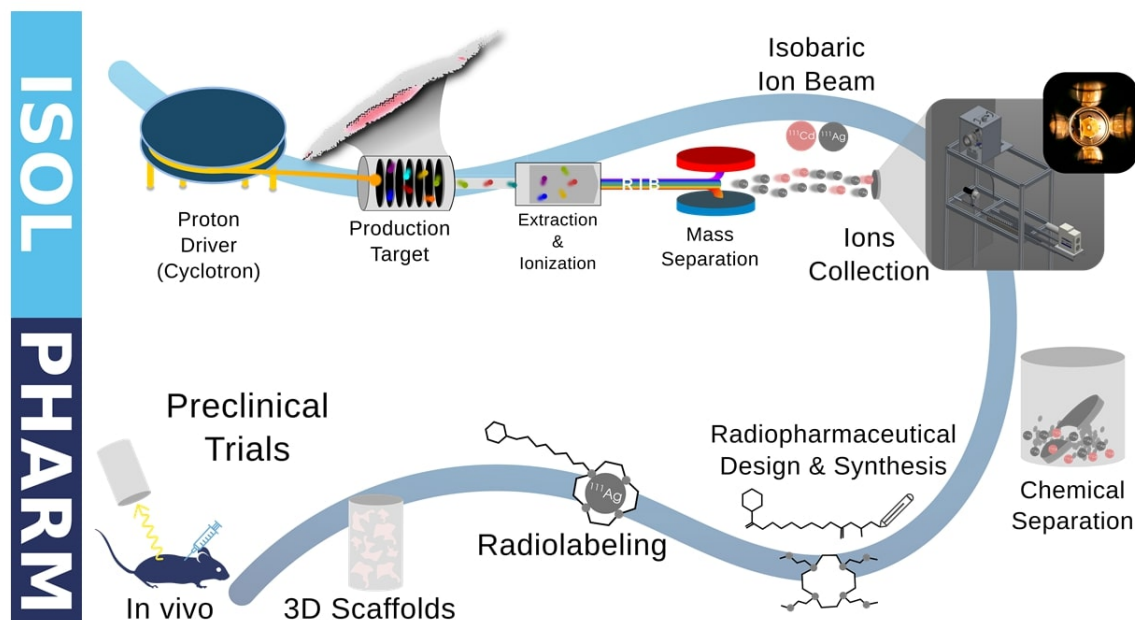 ISOL
PHARM
Proton
Driver
(Cyclotron)
Production
Target
Extraction
&
Ionization
RIB
Mass
Separation
Isobaric
Ion Beam
¹¹¹Cd
¹¹¹Ag
Ions
Collection
Chemical
Separation
Radiopharmaceutical
Design & Synthesis
¹¹¹Ag
Radiolabeling
Preclinical
Trials
3D Scaffolds
In vivo